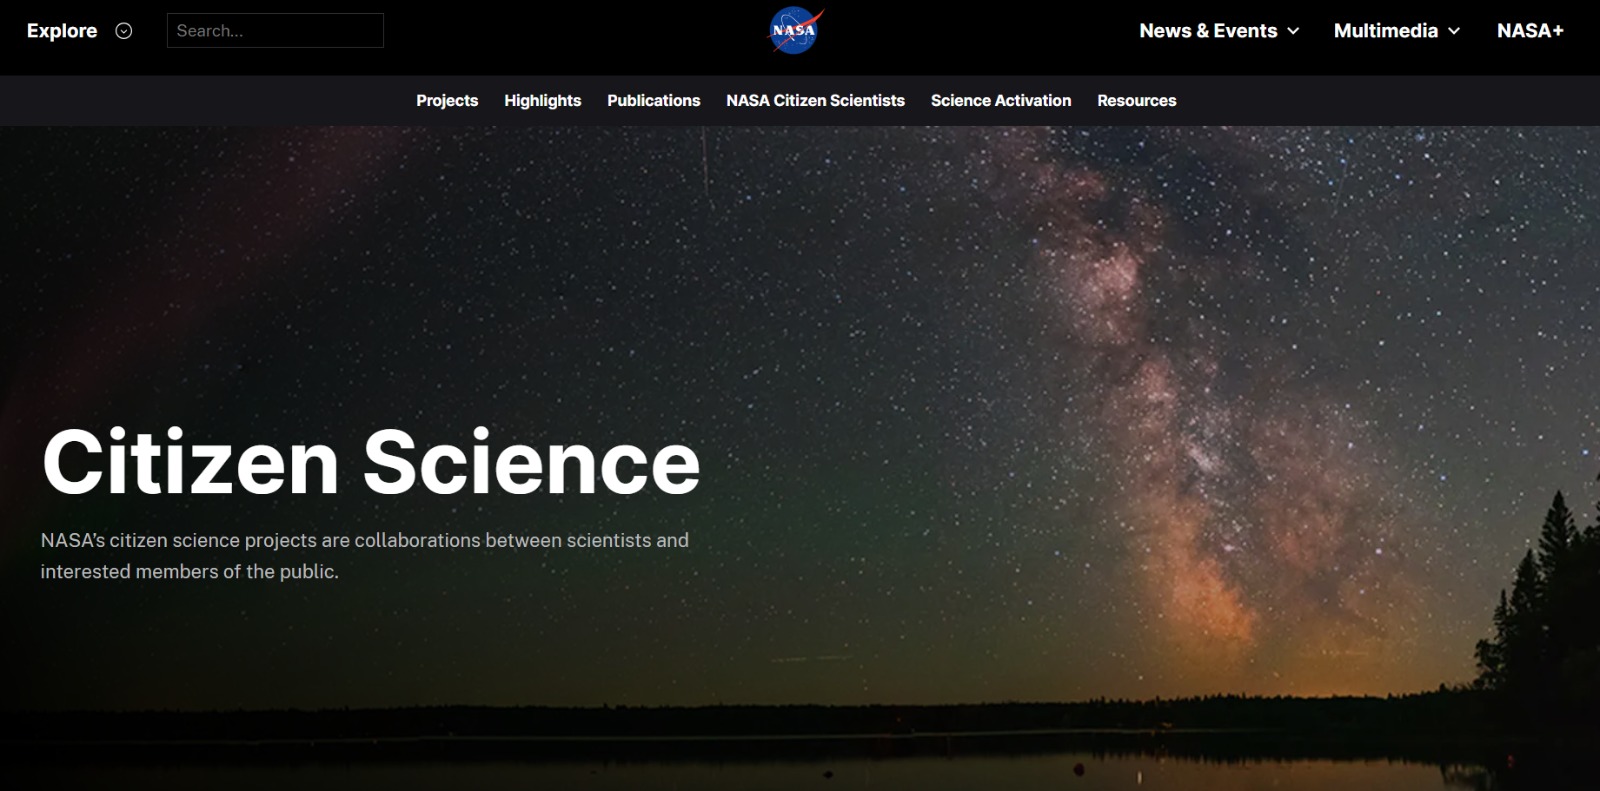 Explore
Search...
NASA
News & Events
Multimedia
NASA+
Projects
Highlights
Publications
NASA Citizen Scientists
Science Activation
Resources
Citizen Science
NASA’s citizen science projects are collaborations between scientists and
interested members of the public.